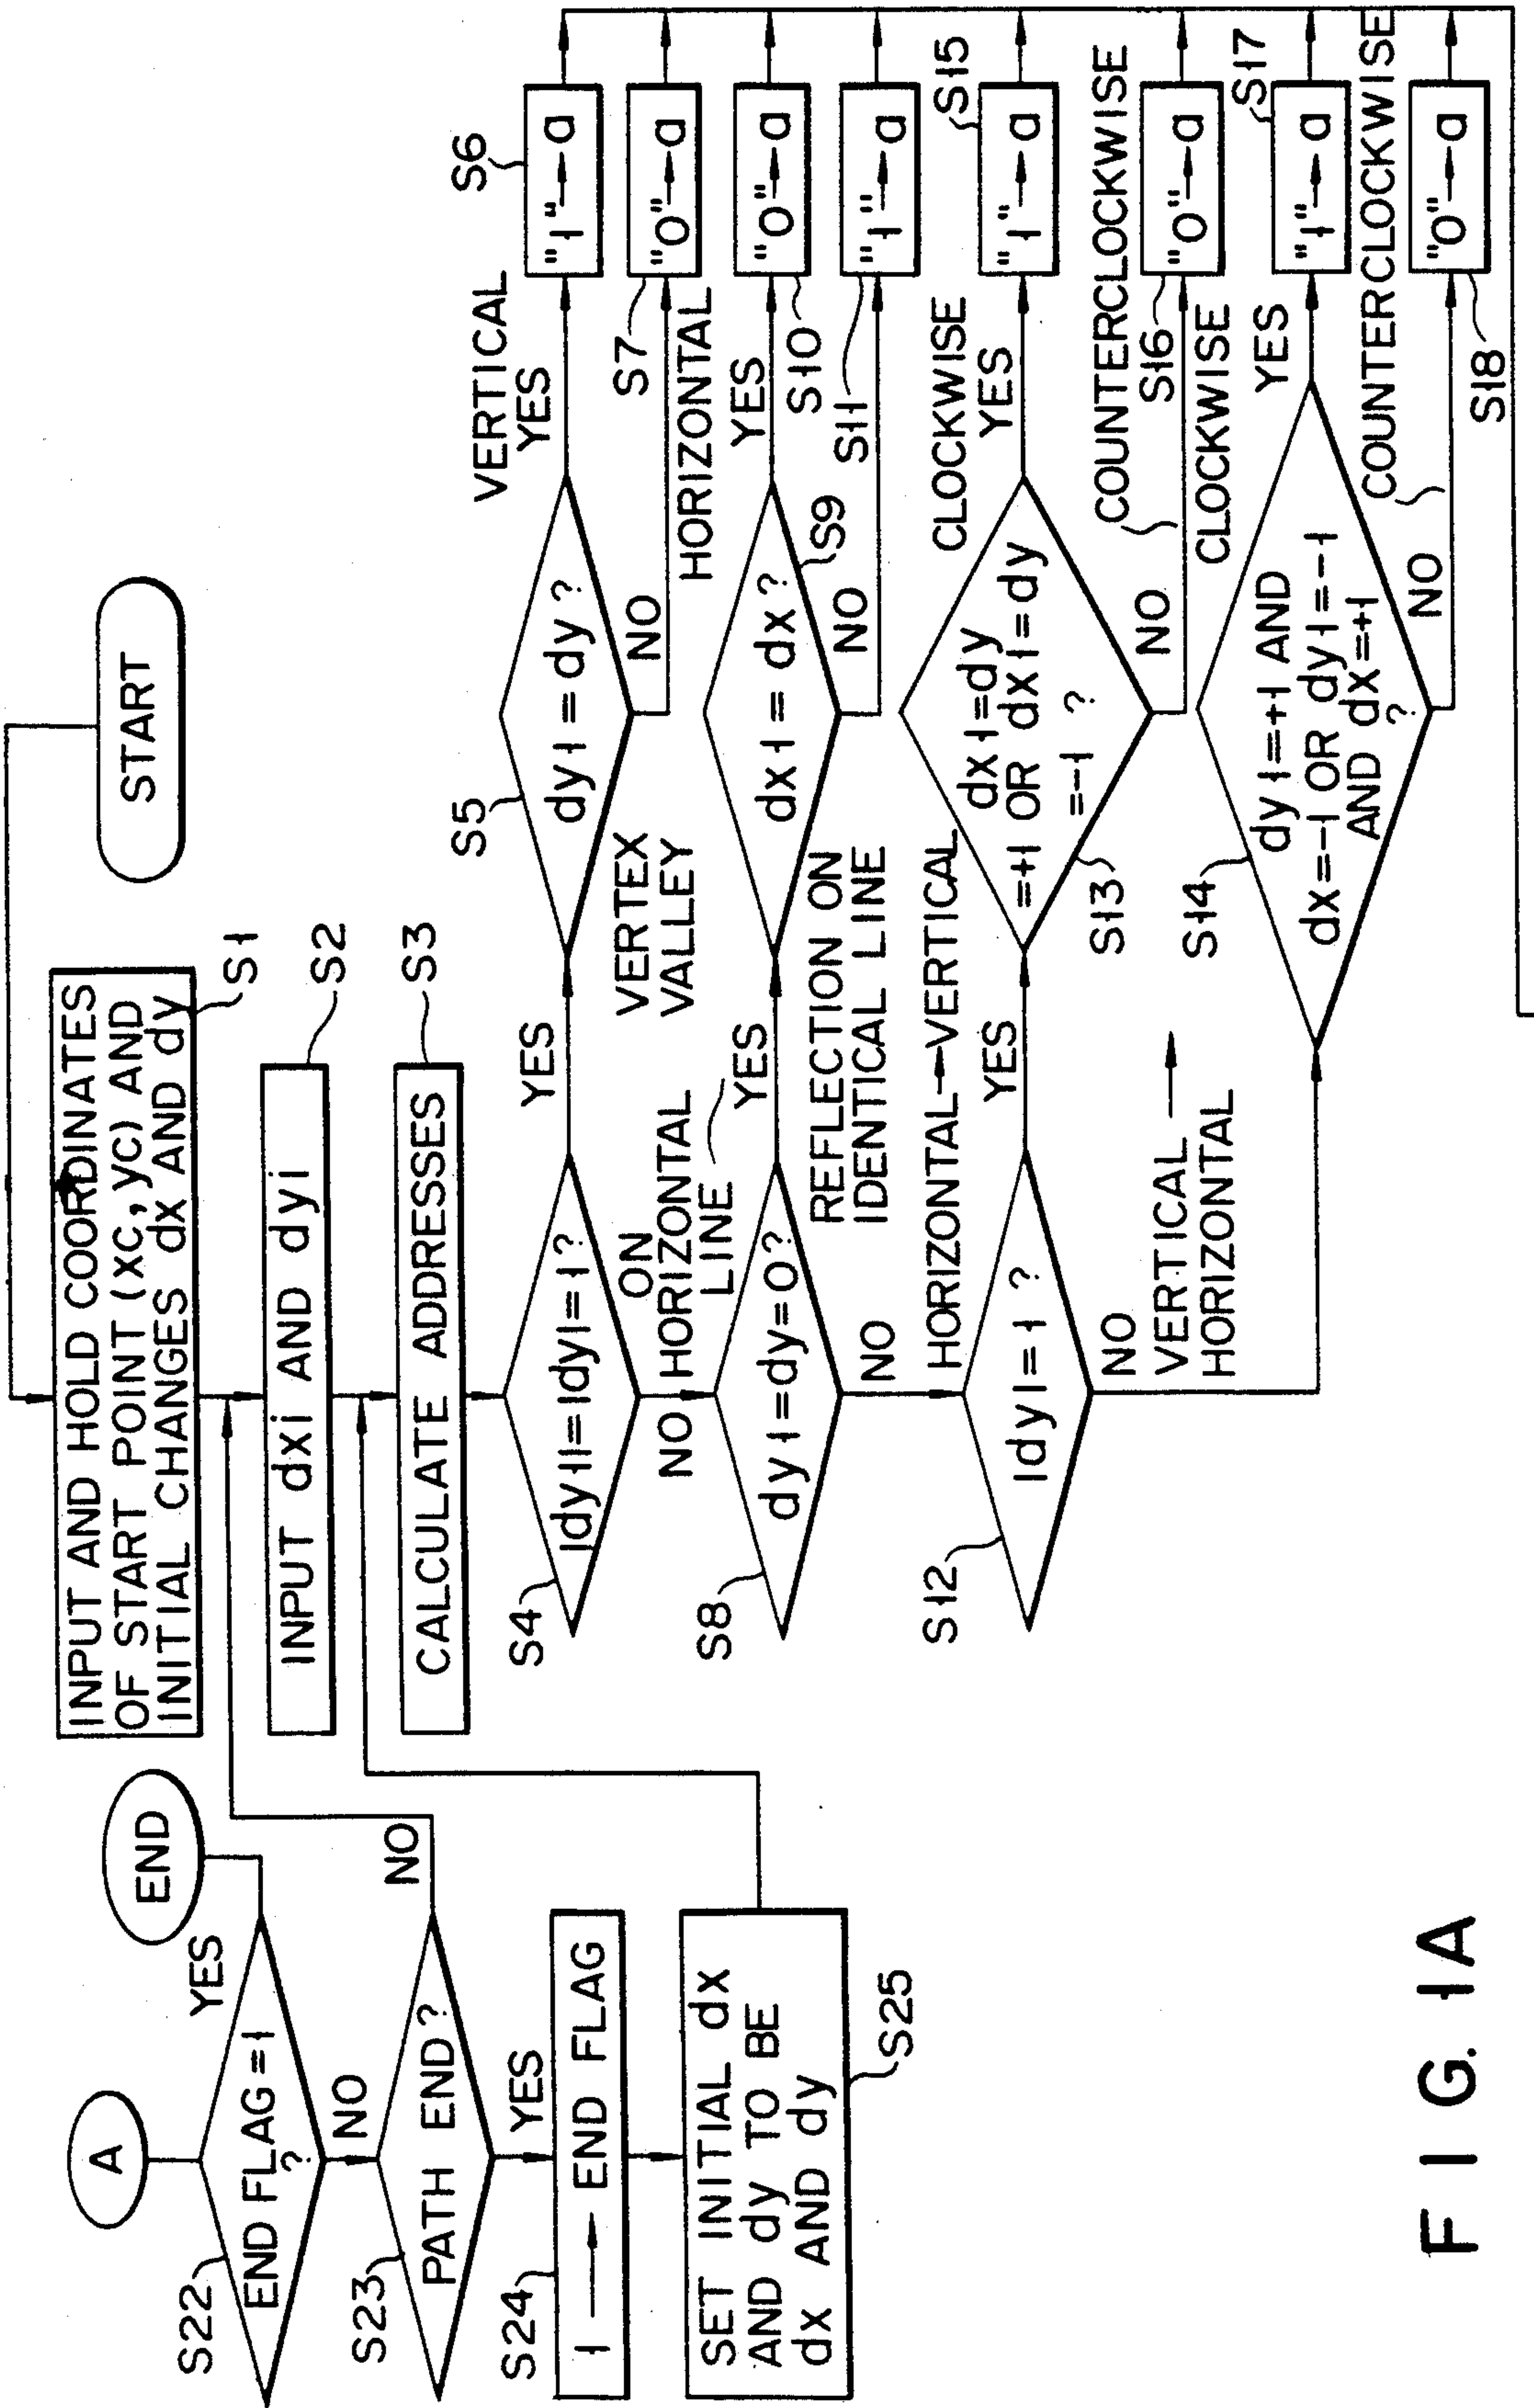 START
INPUT AND HOLD COORDINATES
OF START POINT (xc, yc) AND
INITIAL CHANGES dx AND dy
S1
INPUT dxi AND dyi
S2
CALCULATE ADDRESSES
S3
S4
|dy1|=|dy|=1?
YES
NO
S5
dy1=dy?
VERTICAL
YES
S6
"1"→a
NO
S7
HORIZONTAL
"0"→a
ON
HORIZONTAL
LINE
S8
dy1=dy=0?
YES
NO
VERTEX
VALLEY
dx1=dx?
S9
YES
S10
"0"→a
NO
S11
"1"→a
REFLECTION ON
IDENTICAL LINE
HORIZONTAL→VERTICAL
S12
|dy|=1?
YES
NO
VERTICAL→
HORIZONTAL
dx1=dy
=+1 OR dx1=dy
=-1 ?
S13
CLOCKWISE
YES
S15
"1"→a
NO
COUNTERCLOCKWISE
S16
"0"→a
S14
dy1=+1 AND
dx=-1 OR dy1=-1
AND dx=+1
?
CLOCKWISE
YES
S17
"1"→a
NO
COUNTERCLOCKWISE
S18
"0"→a
A
S22
END FLAG=1
?
YES
END
NO
S23
PATH END?
NO
YES
S24
1→END FLAG
SET INITIAL dx
AND dy TO BE
dx AND dy
S25
FIG. 1A